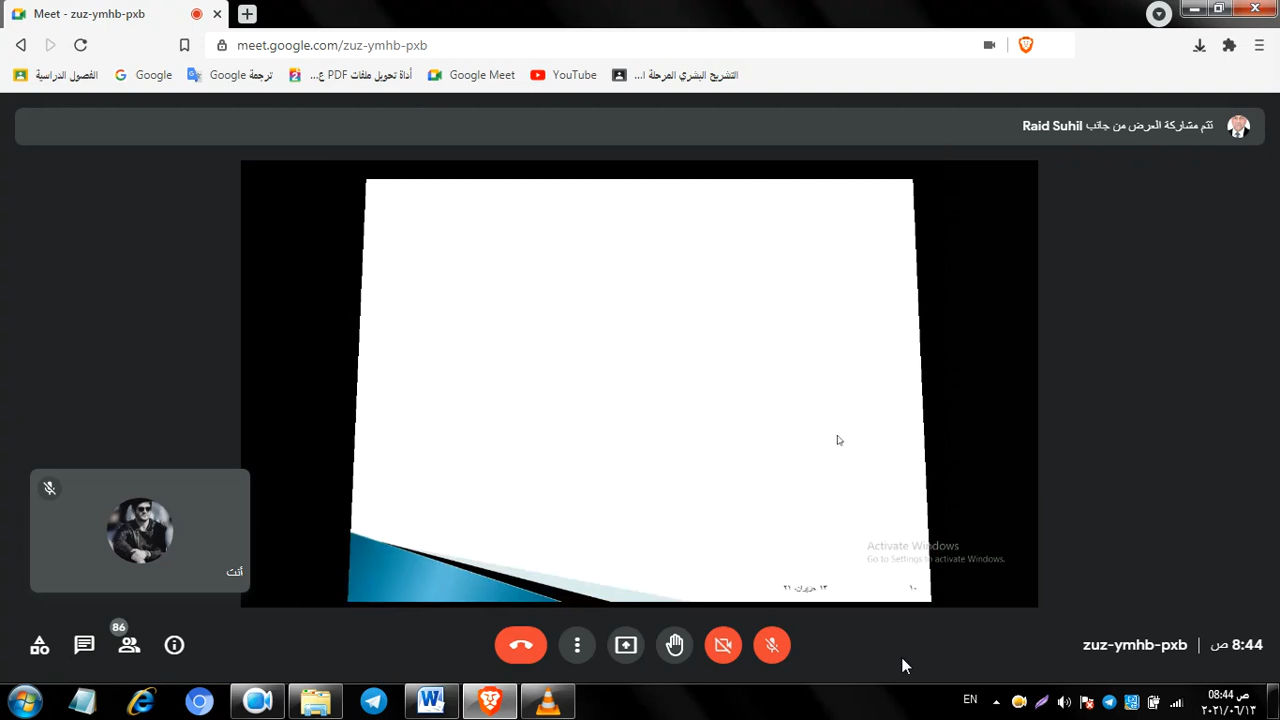 Meet - zuz-ymhb-pxb
meet.google.com/zuz-ymhb-pxb
الفصول الدراسية
Google
ترجمة Google
أداة تحويل ملفات PDF ع...
Google Meet
YouTube
التشريح البشري المرحلة ا...
تتم مشاركة العرض من جانب Raid Suhil
أنت
Activate Windows
Go to Settings to activate Windows.
١٣ حزيران، ٢١
١٠
86
zuz-ymhb-pxb
8:44 ص
EN
08:44 ص
٢٠٢١/٠٦/١٣